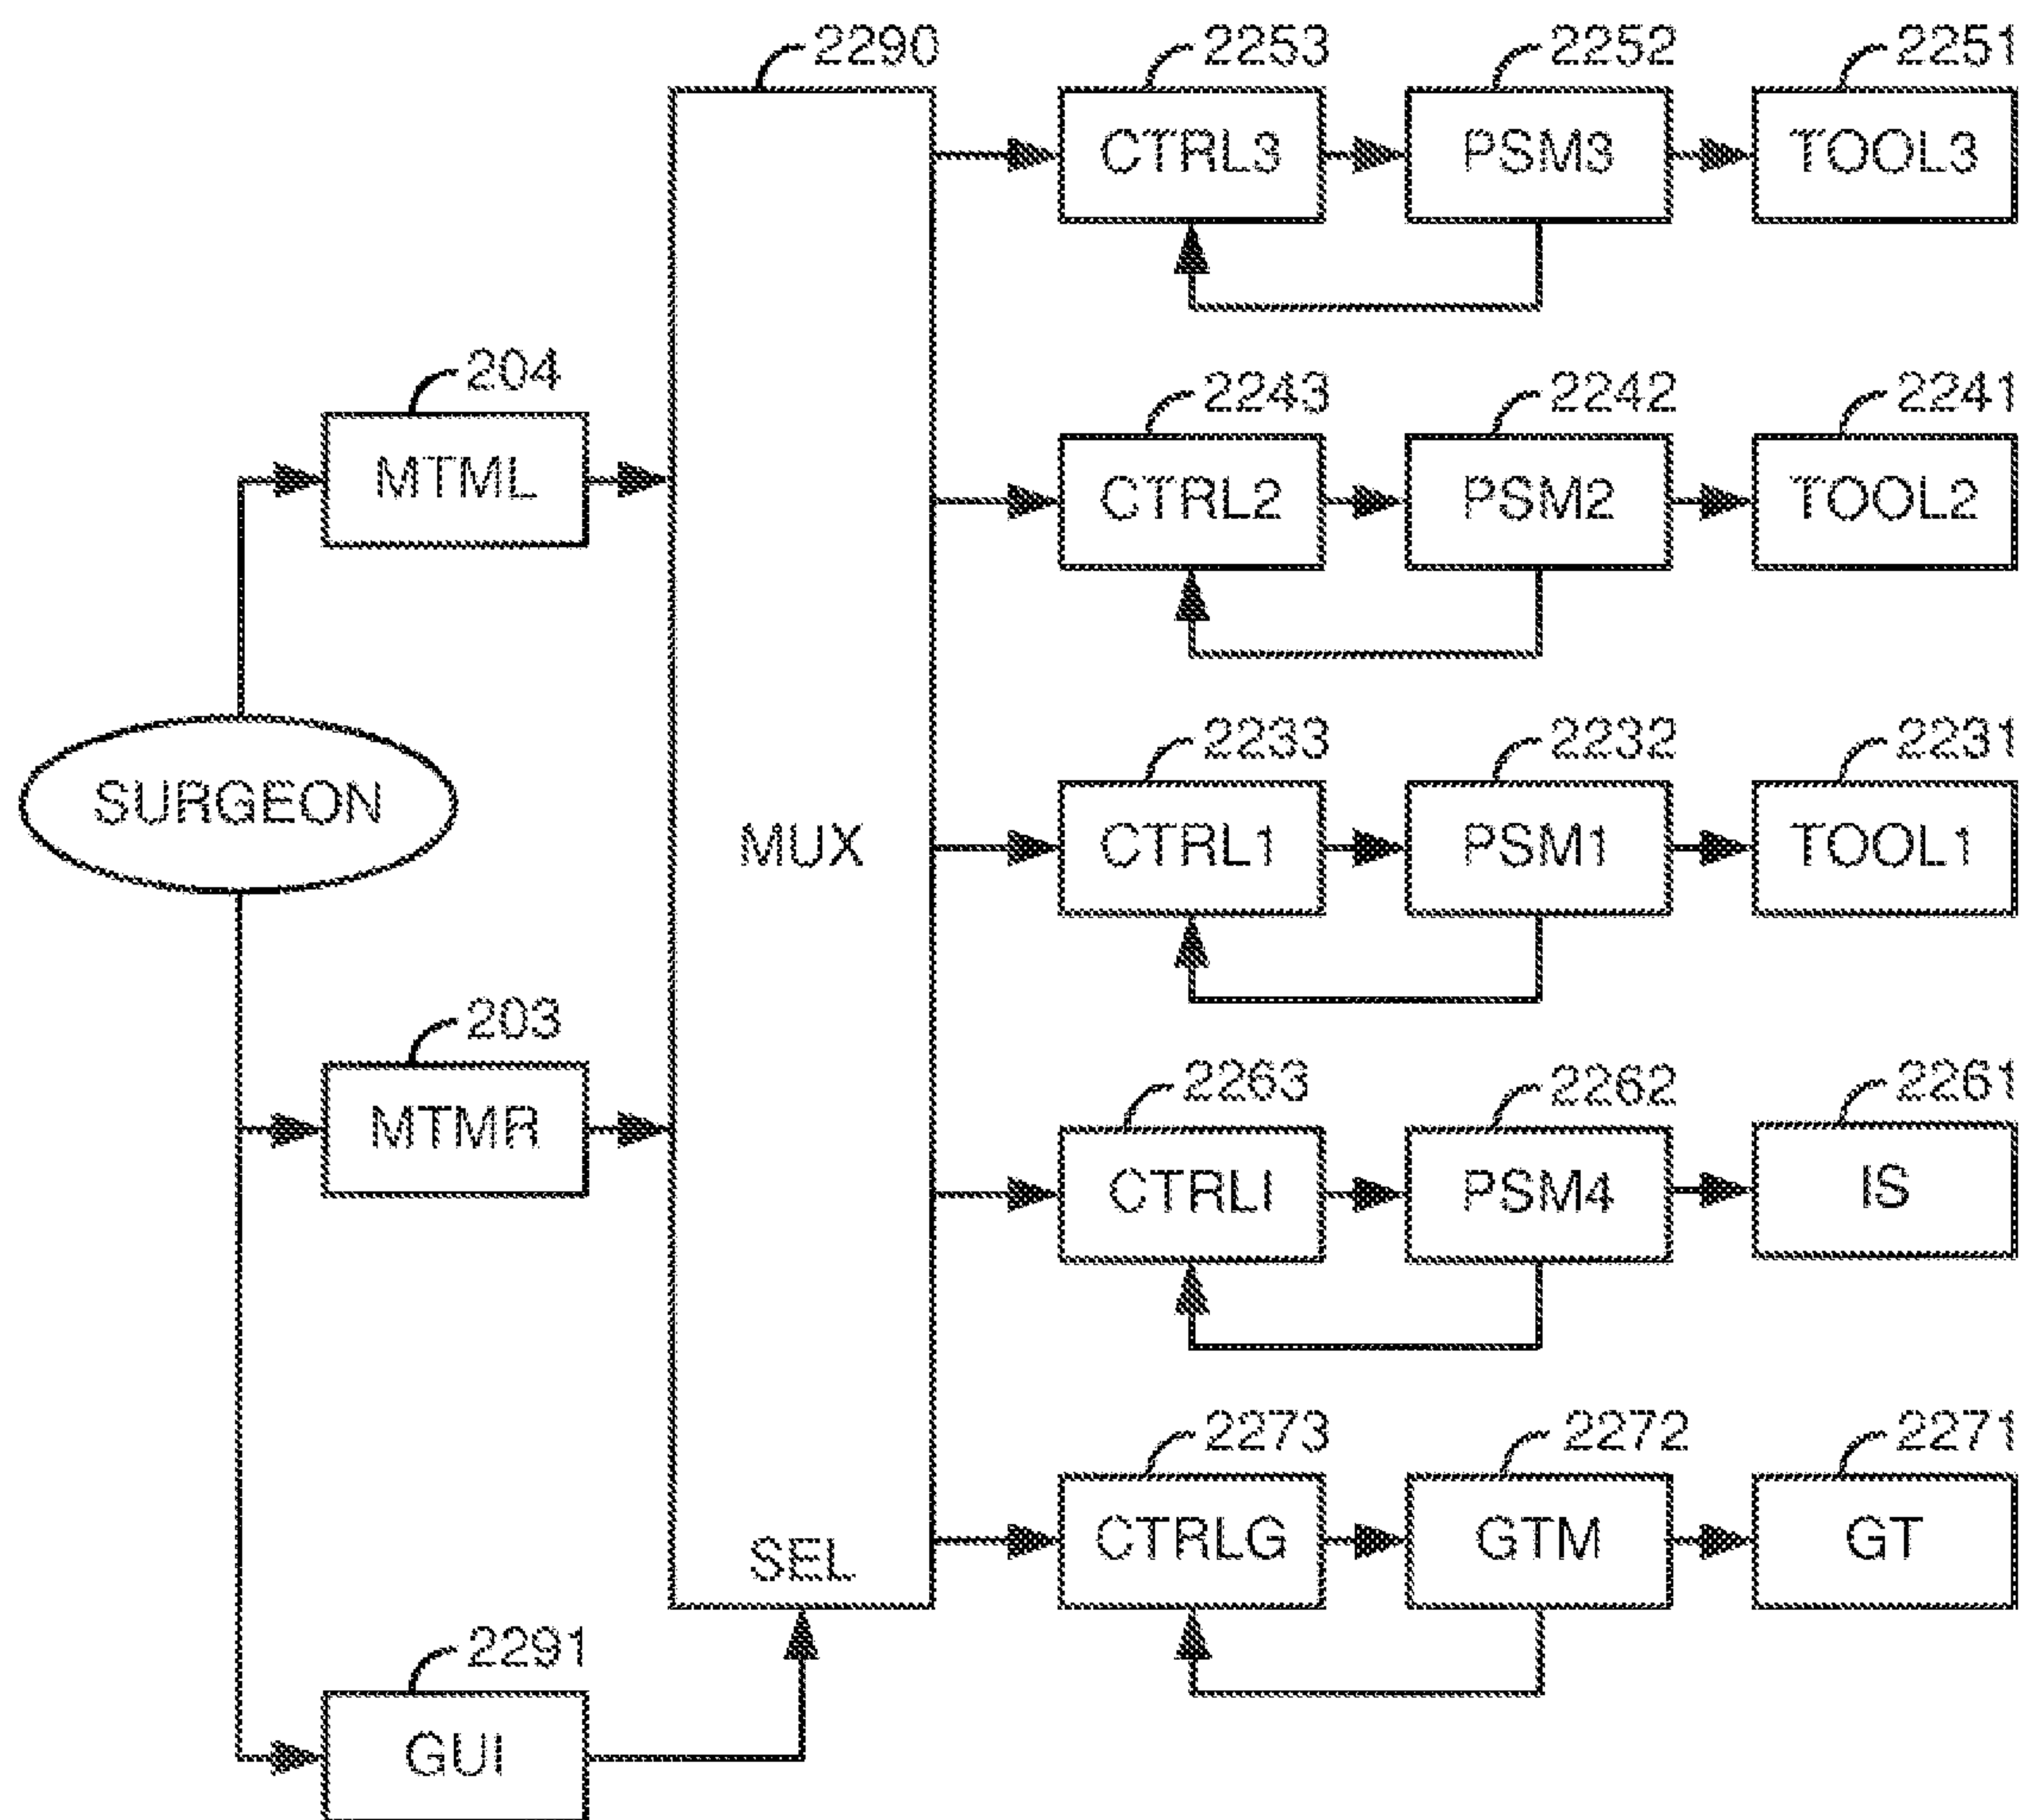 2290 2253 2252 2251
CTRL3 PSM3 TOOL3
204 2243 2242 2241
MTML CTRL2 PSM2 TOOL2
2233 2232 2231
SURGEON MUX CTRL1 PSM1 TOOL1
203 2263 2262 2261
MTMR CTRLI PSM4 IS
2273 2272 2271
SEL CTRLG GTM GT
2291
GUI